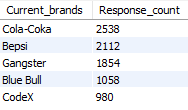 Current_brands Response_count
Cola-Coka 2538
Bepsi 2112
Gangster 1854
Blue Bull 1058
CodeX 980